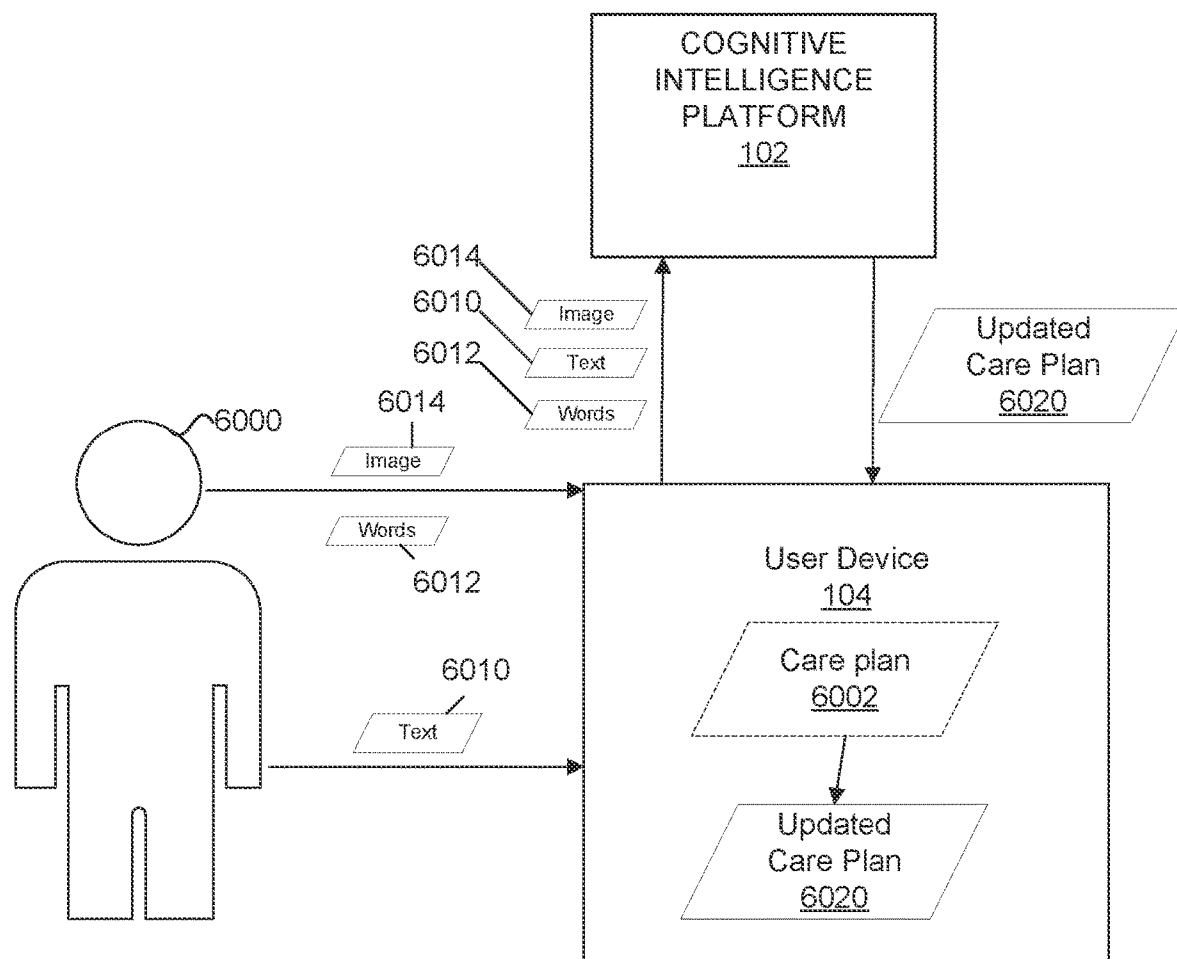 COGNITIVE
INTELLIGENCE
PLATFORM
102
6014
Image
6010
Text
6012
Words
Updated
Care Plan
6020
6000
6014
Image
Words
6012
6010
Text
User Device
104
Care plan
6002
Updated
Care Plan
6020